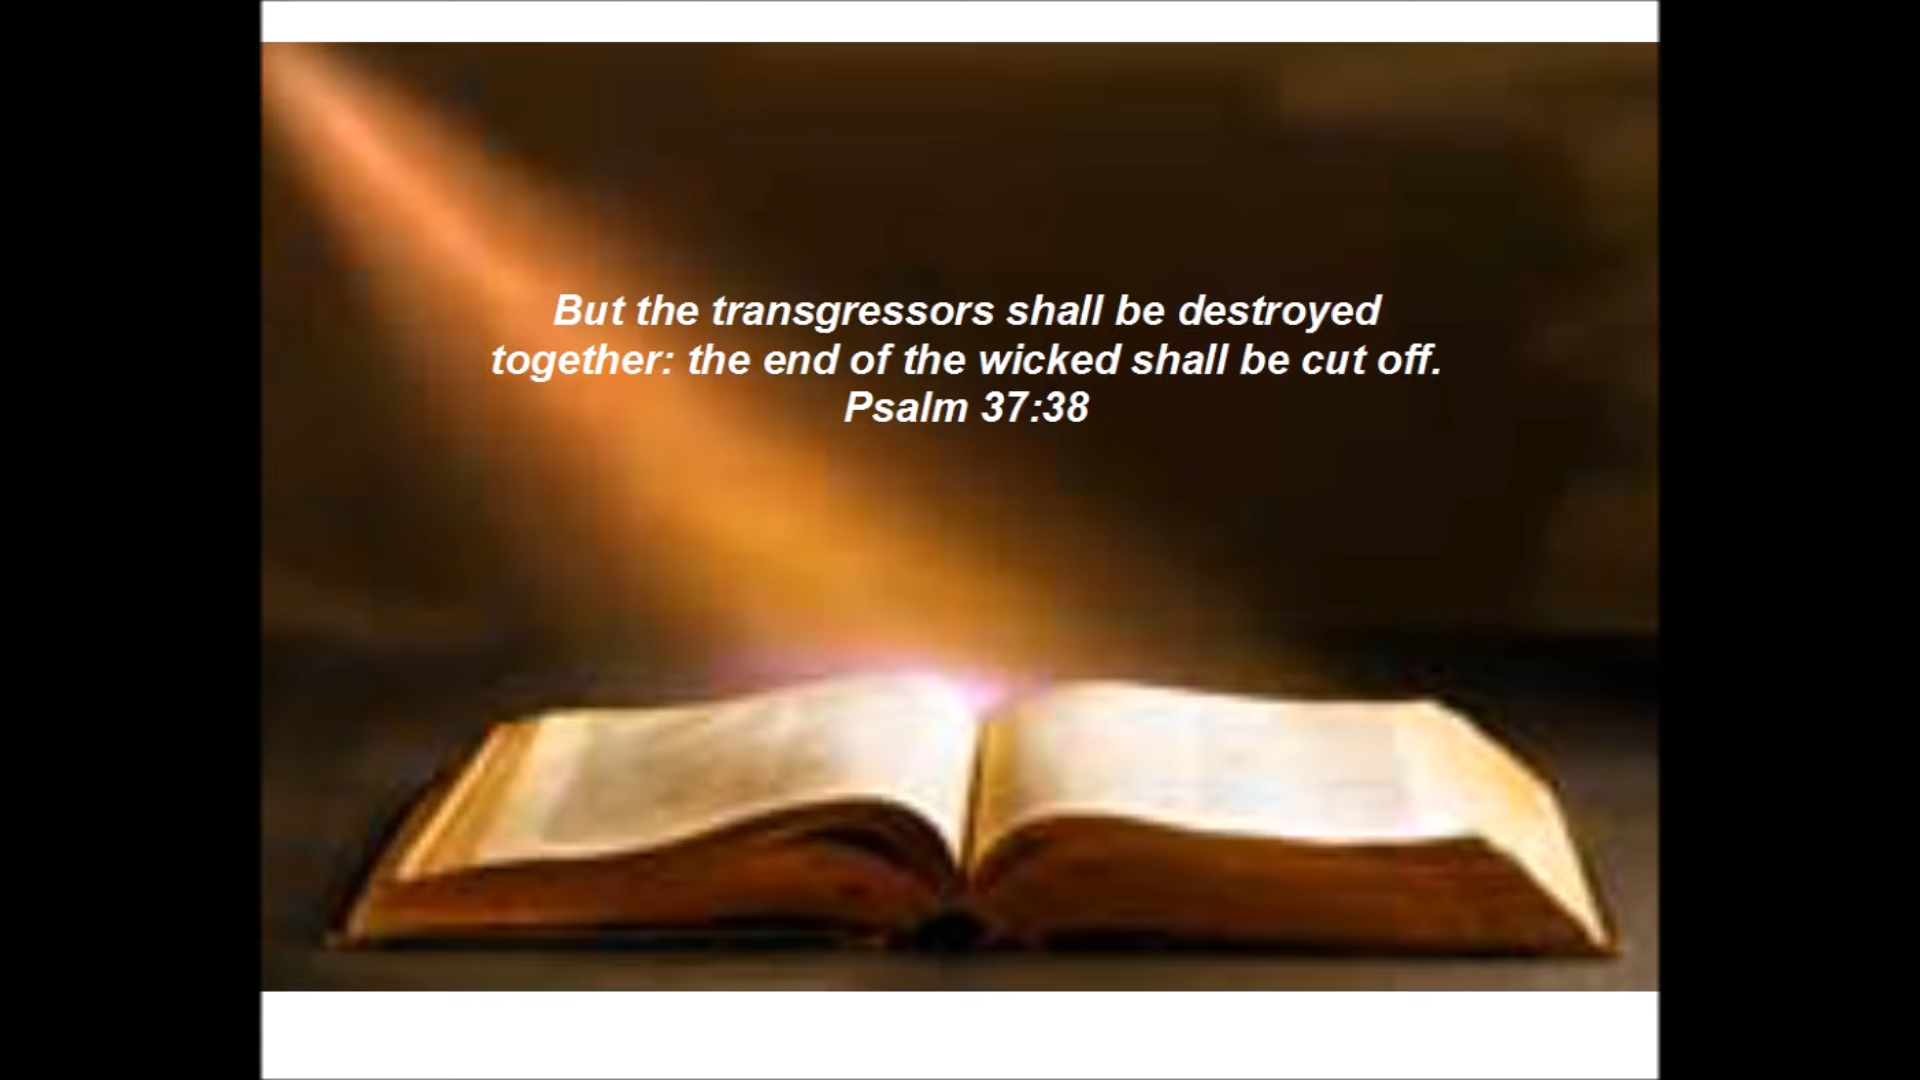 But the transgressors shall be destroyed
together: the end of the wicked shall be cut off.
Psalm 37:38